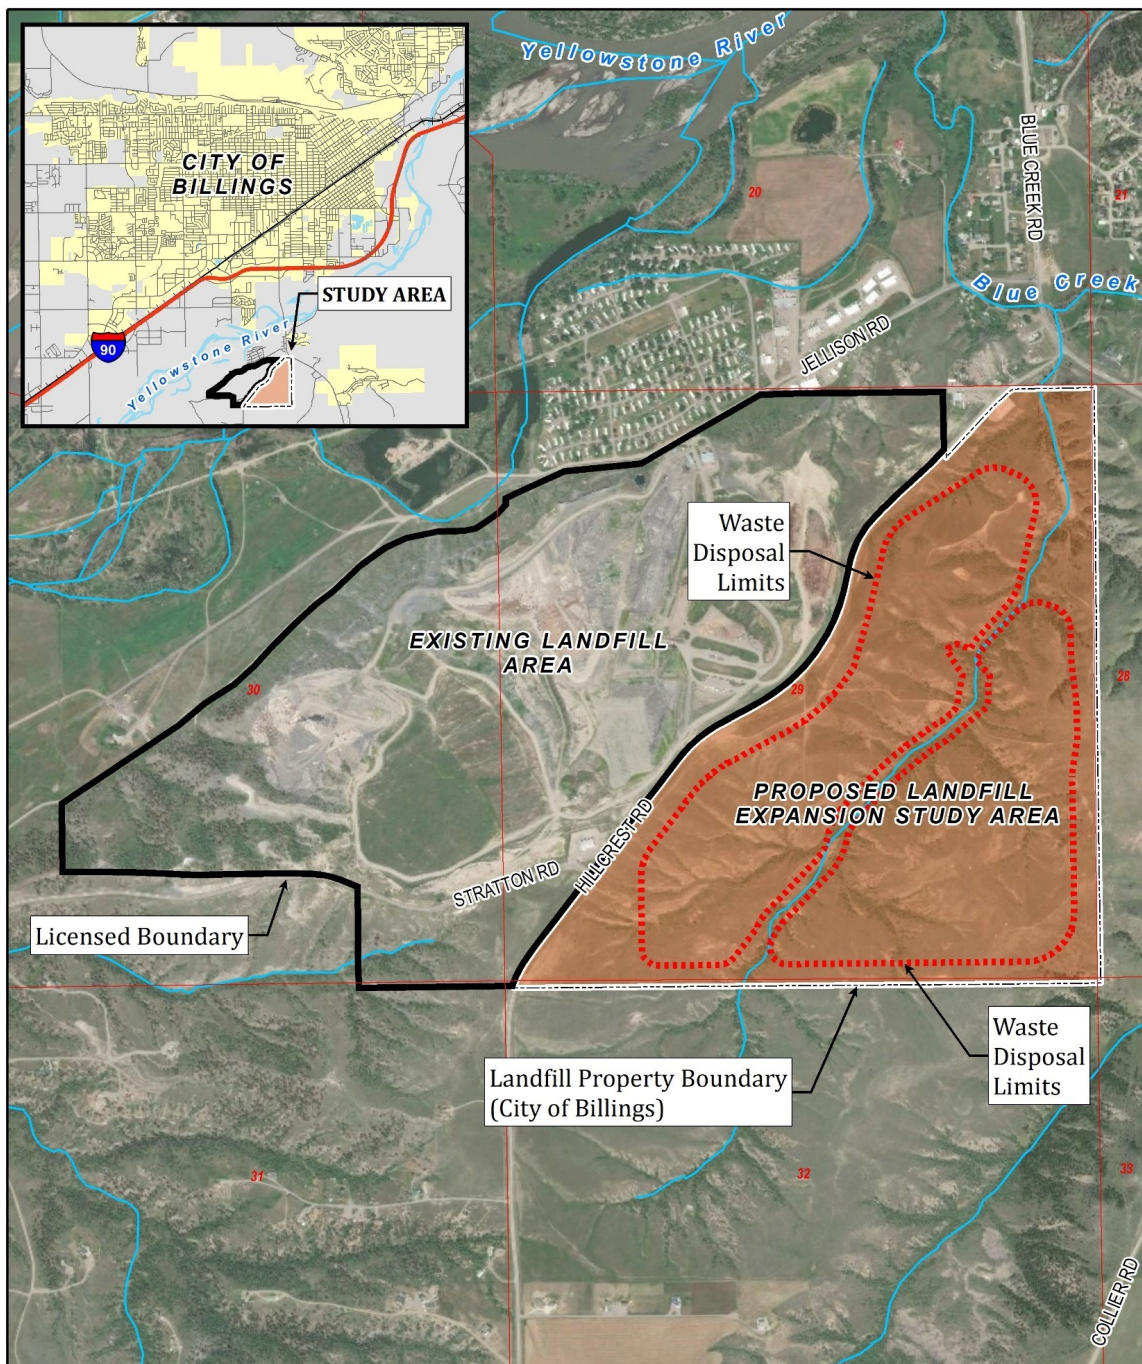 Yellowstone River
CITY OF
BILLINGS
STUDY AREA
90
Yellowstone River
BLUE CREEK RD
20
21
Blue Creek
JELLISON RD
Waste
Disposal
Limits
EXISTING LANDFILL
AREA
30
29
28
PROPOSED LANDFILL
EXPANSION STUDY AREA
HILLCREST RD
STRATTON RD
Licensed Boundary
Waste
Disposal
Limits
Landfill Property Boundary
(City of Billings)
31
32
33
COLLIER RD